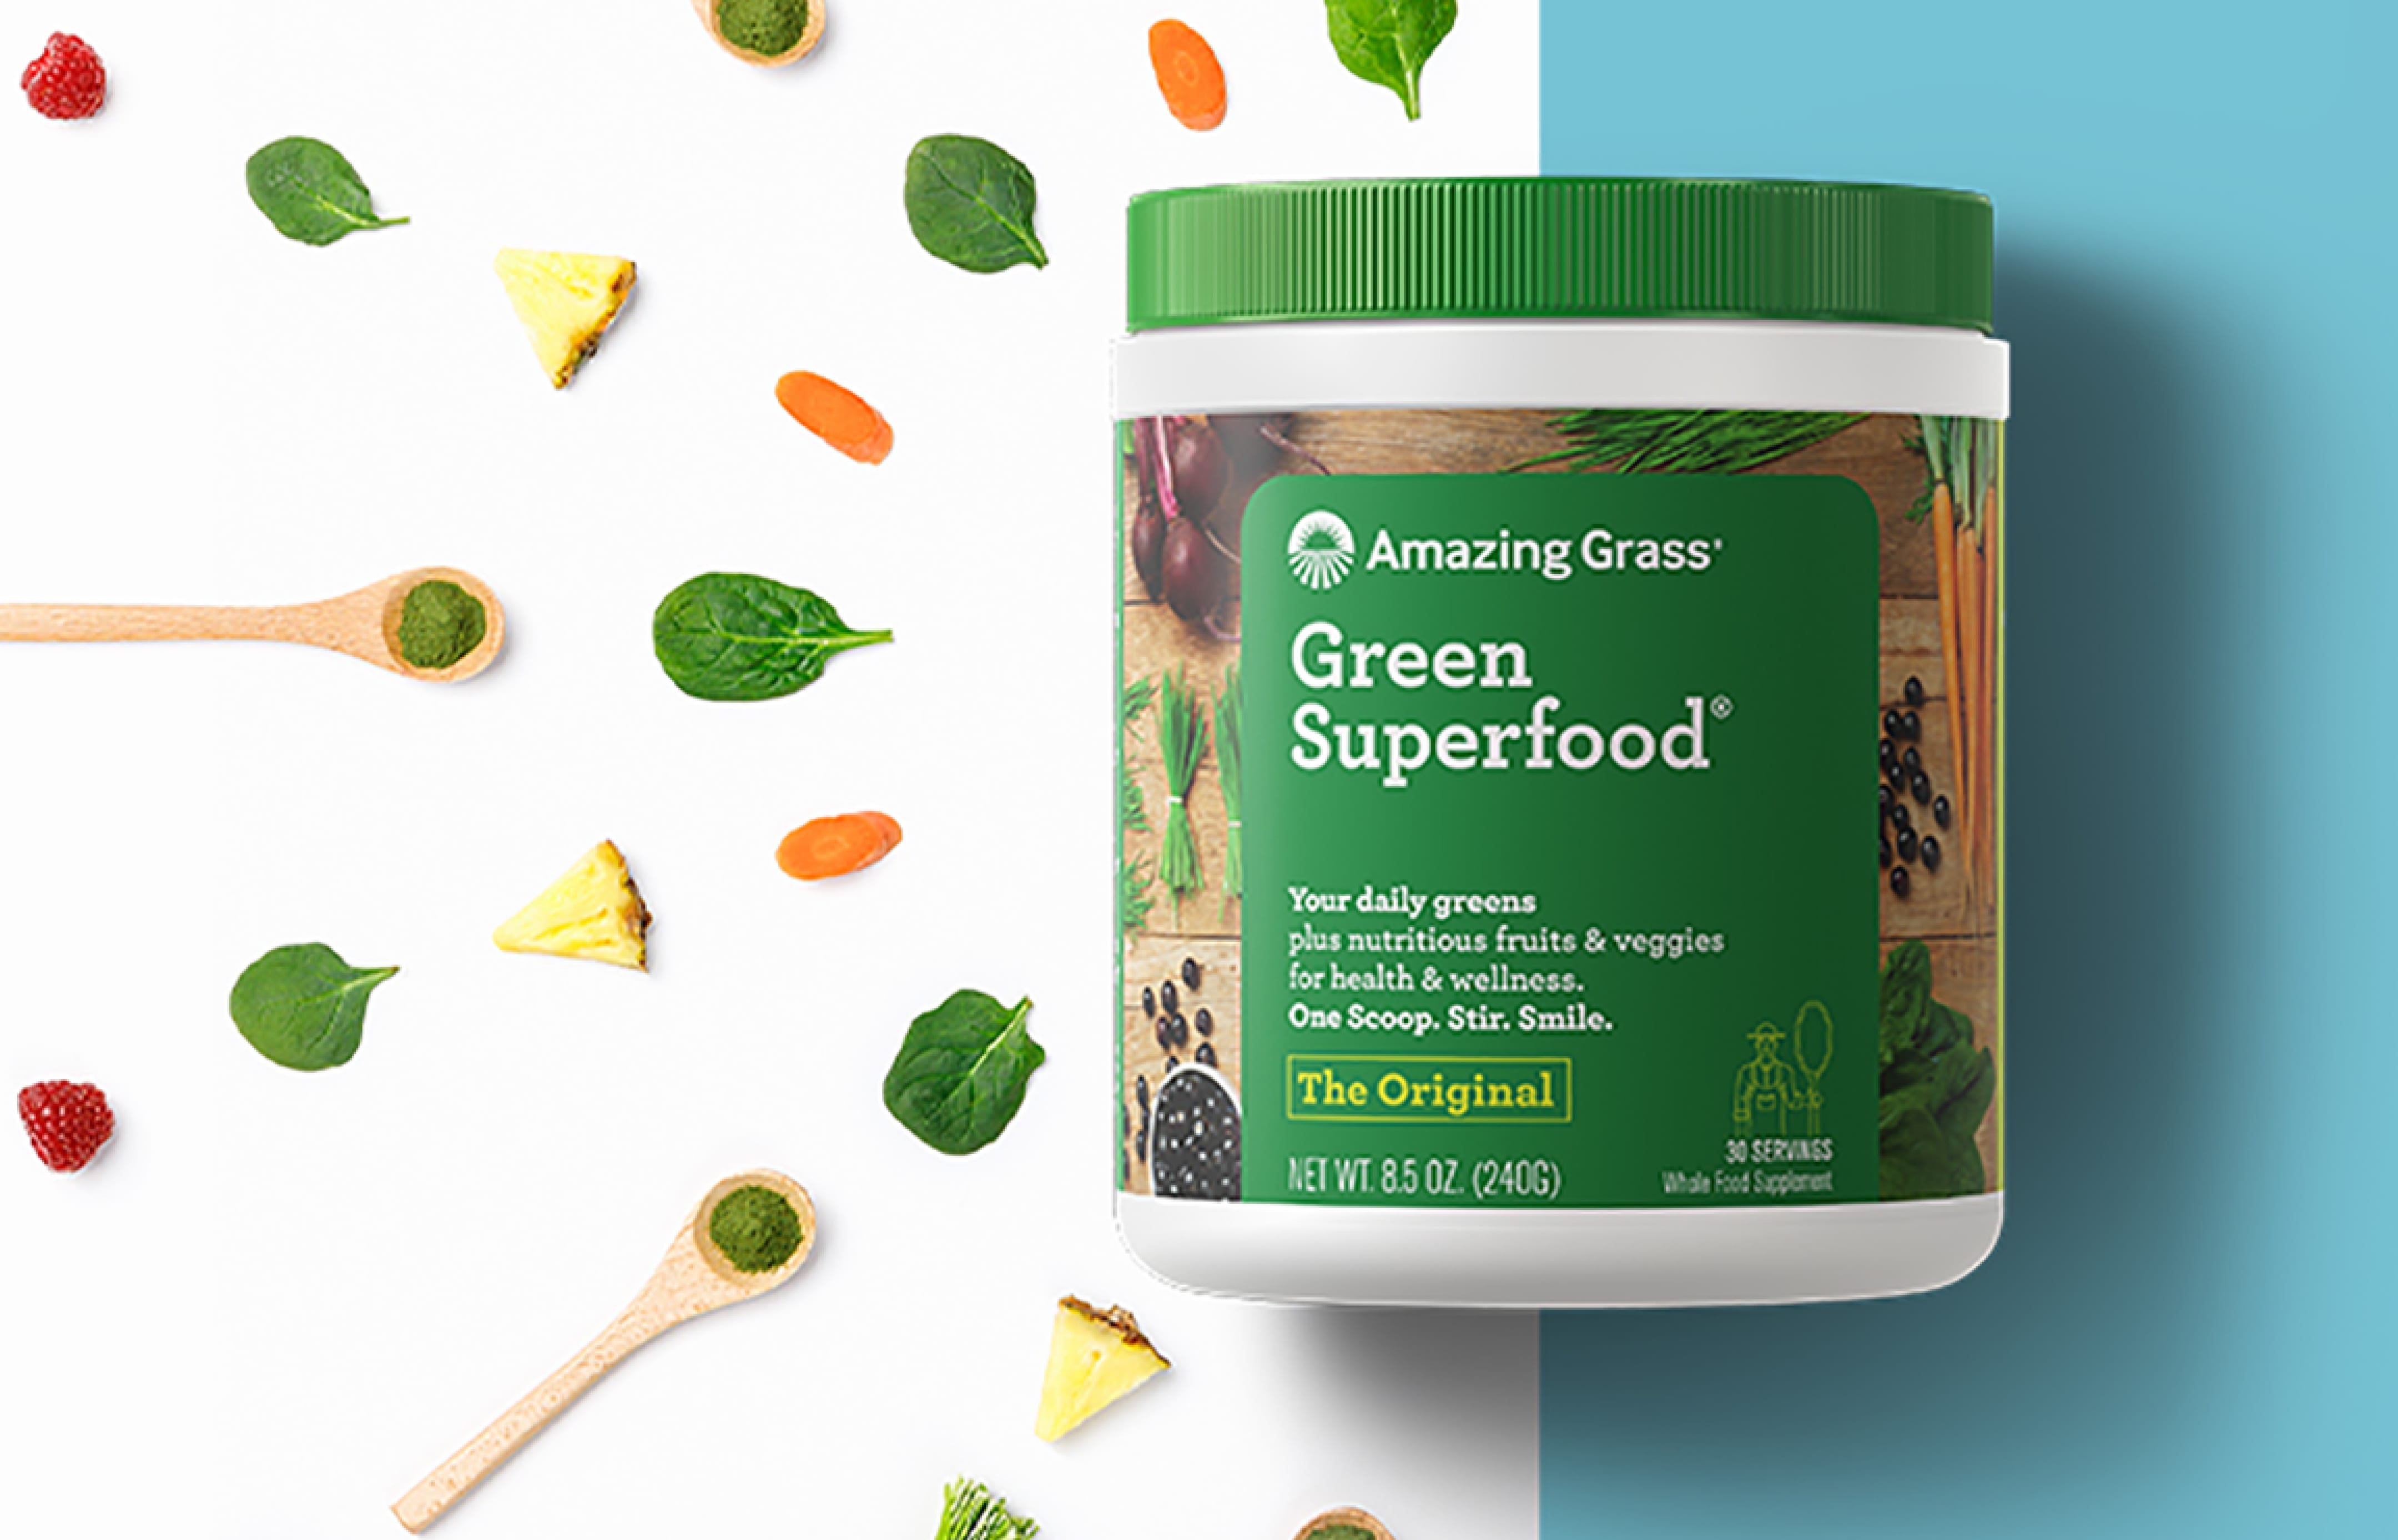 Amazing Grass®
Green
Superfood®
Your daily greens
plus nutritious fruits & veggies
for health & wellness.
One Scoop. Stir. Smile.
The Original
30 SERVINGS
NET WT. 8.5 OZ. (240G)
Whole Food Supplement